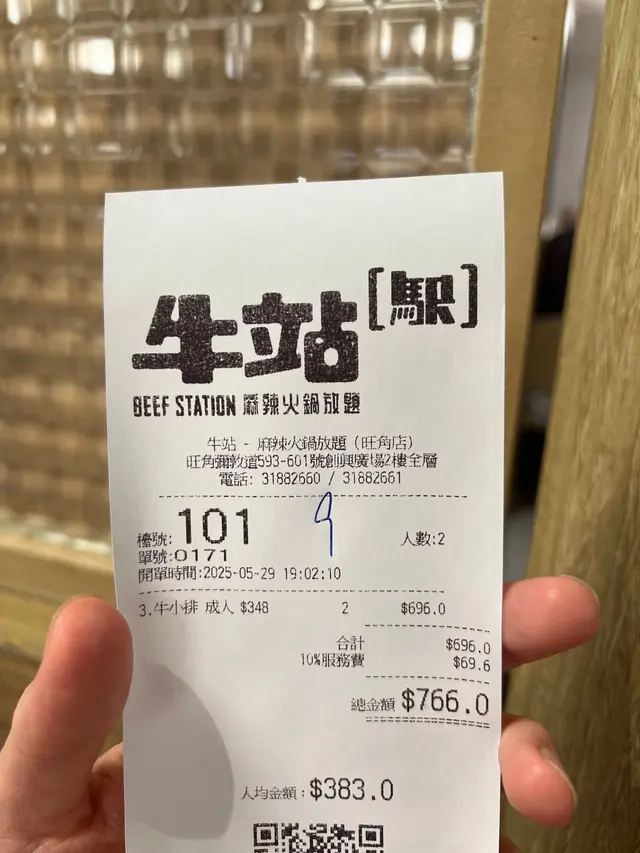 牛站[駅]
BEEF STATION 麻辣火鍋放題
牛站 - 麻辣火鍋放題 (旺角店)
旺角彌敦道593-601號創興廣場2樓全層
電話: 31882660 / 31882661
檯號: 101 9 人數:2
單號:0171
開單時間:2025-05-29 19:02:10
3.牛小排 成人 $348 2 $696.0
合計 $696.0
10%服務費 $69.6
總金額 $766.0
人均金額: $383.0